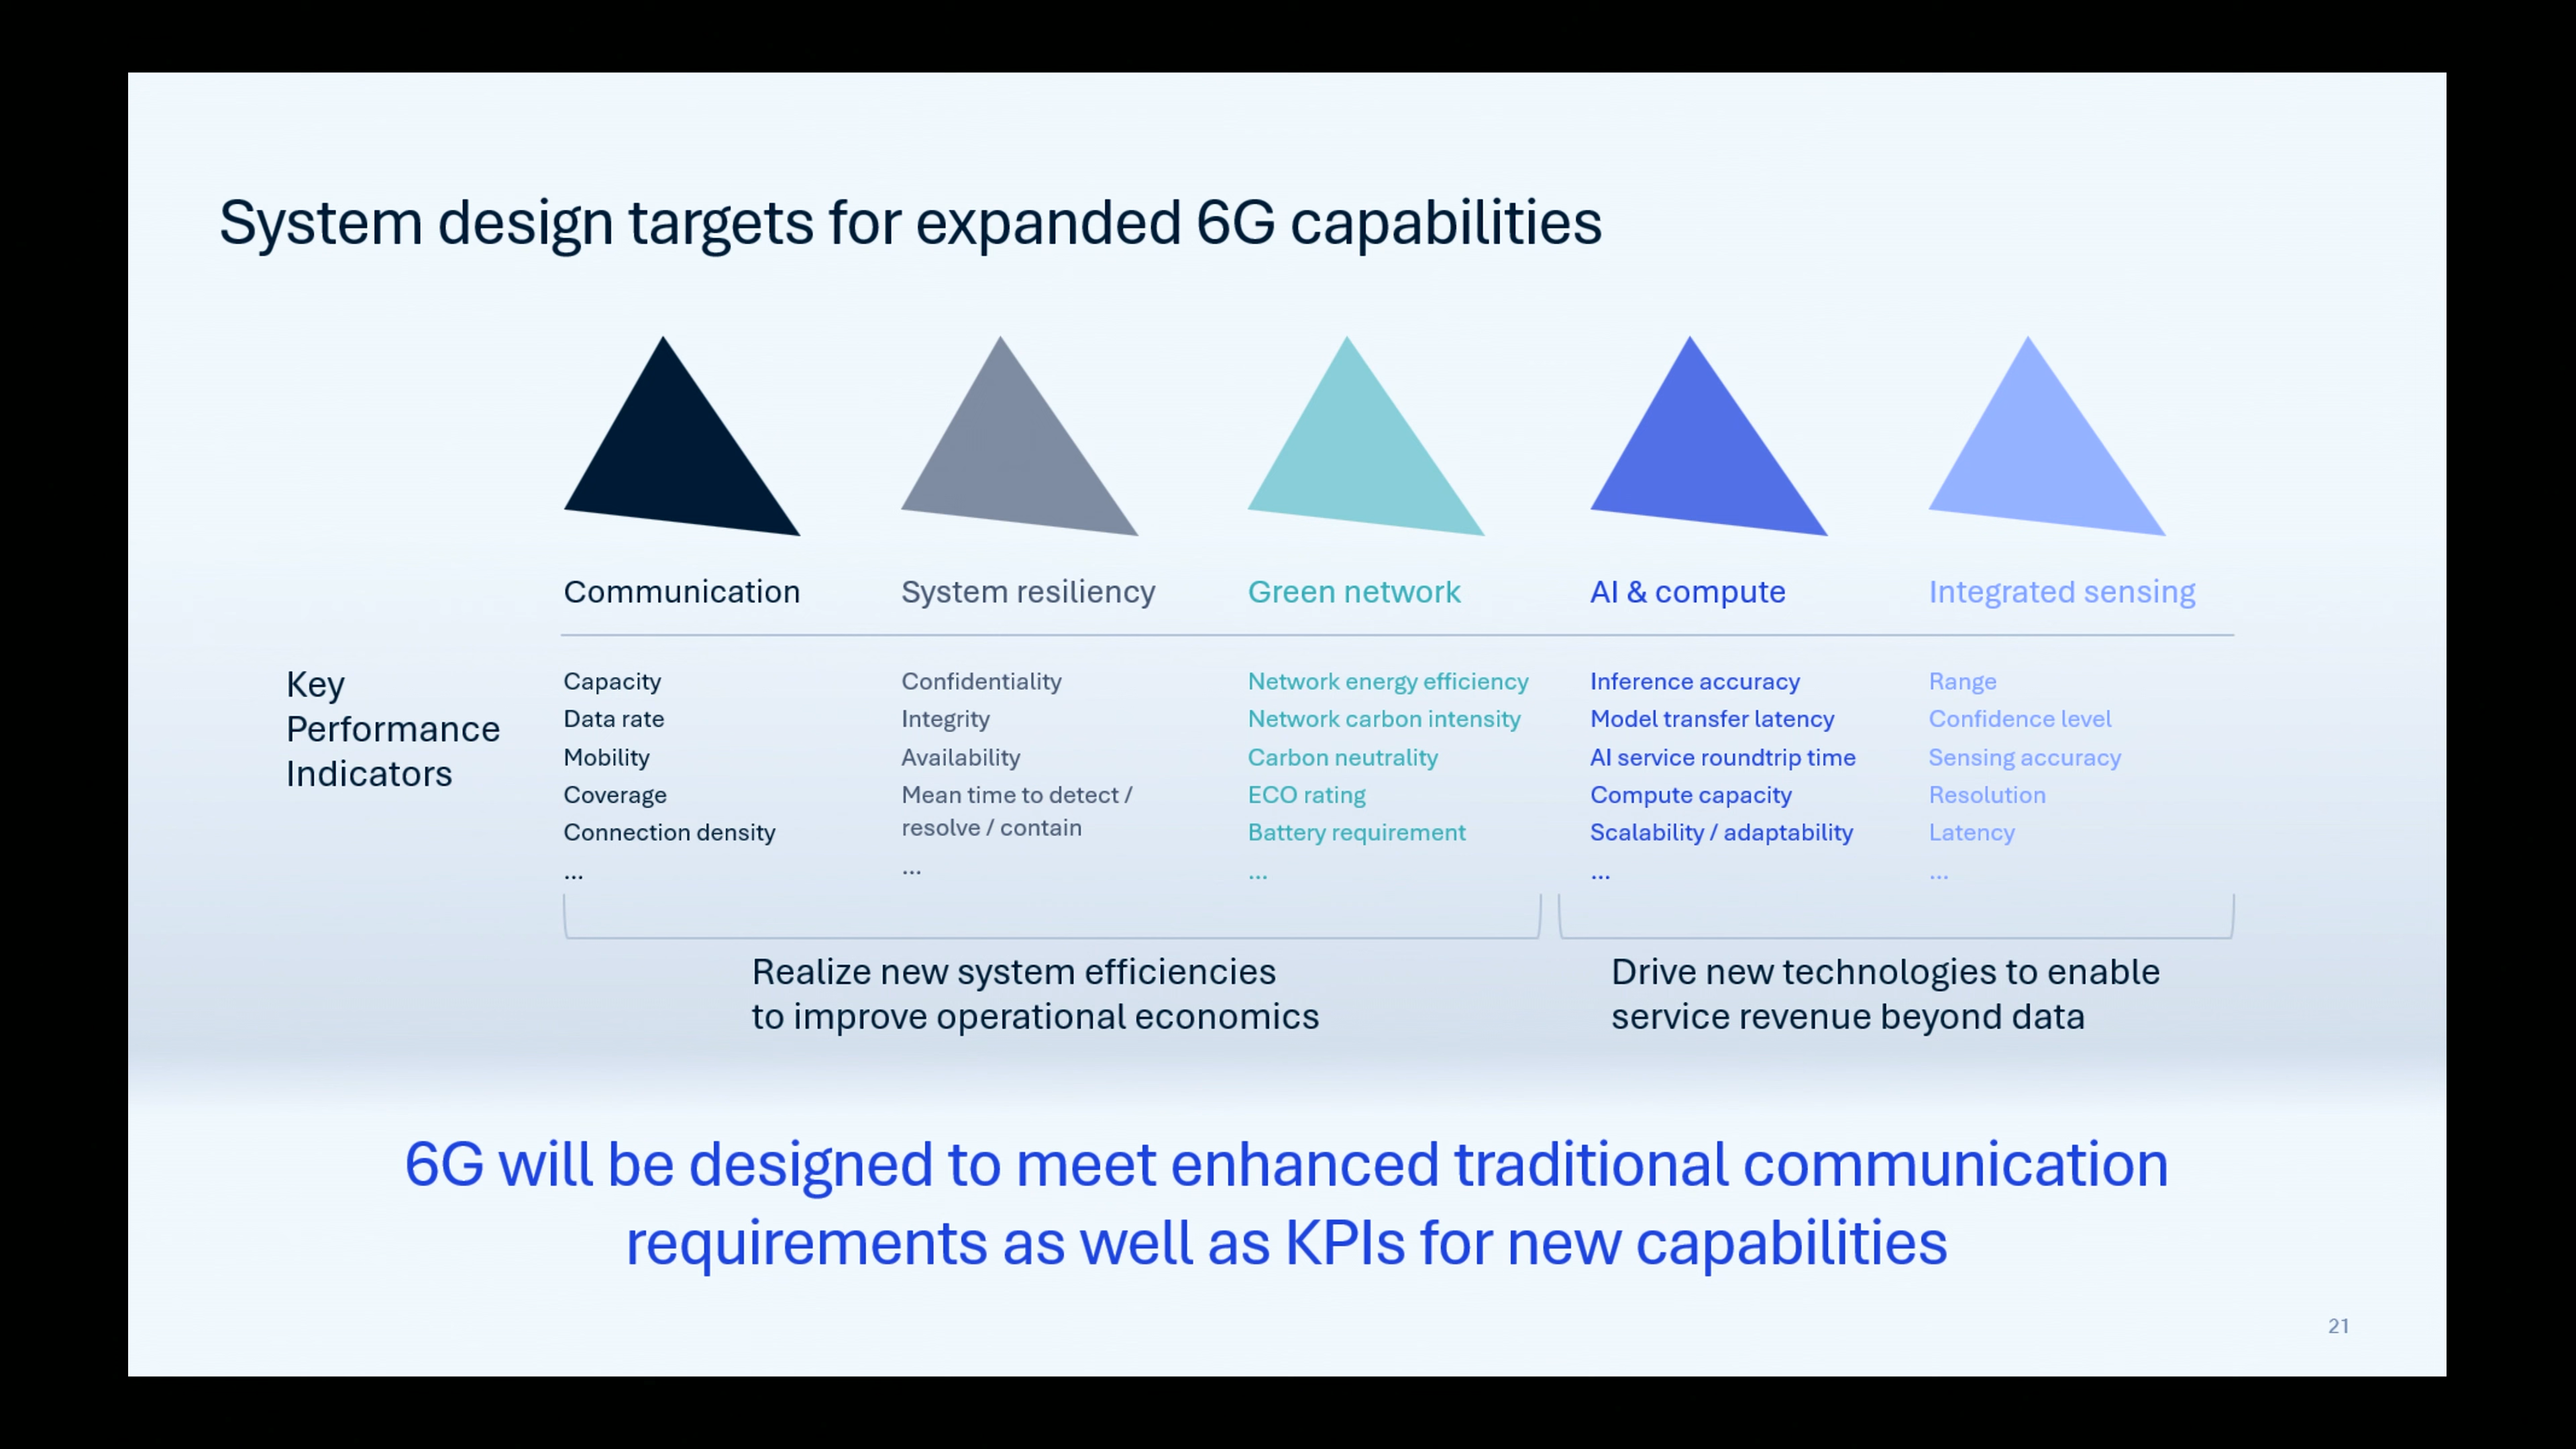 System design targets for expanded 6G capabilities
Communication
System resiliency
Green network
AI & compute
Integrated sensing
Key
Performance
Indicators
Capacity
Data rate
Mobility
Coverage
Connection density
...
Confidentiality
Integrity
Availability
Mean time to detect /
resolve / contain
...
Network energy efficiency
Network carbon intensity
Carbon neutrality
ECO rating
Battery requirement
...
Inference accuracy
Model transfer latency
AI service roundtrip time
Compute capacity
Scalability / adaptability
...
Range
Confidence level
Sensing accuracy
Resolution
Latency
...
Realize new system efficiencies
to improve operational economics
Drive new technologies to enable
service revenue beyond data
6G will be designed to meet enhanced traditional communication
requirements as well as KPIs for new capabilities
21